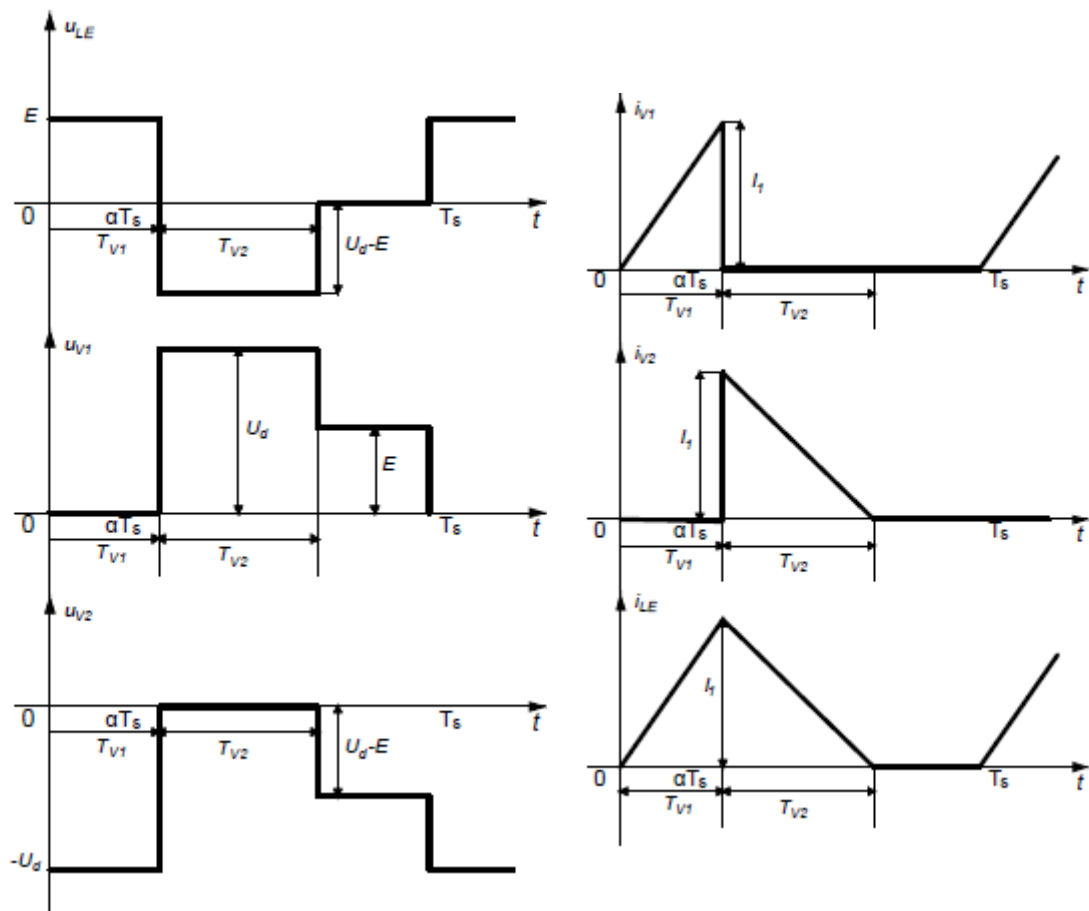 u_LE
E
0
αTs
Ts
t
T_V1
T_V2
U_d-E
u_V1
U_d
E
0
αTs
Ts
t
T_V1
T_V2
u_V2
0
αTs
Ts
t
T_V1
T_V2
U_d-E
-U_d
i_V1
I_1
0
αTs
Ts
t
T_V1
T_V2
i_V2
I_1
0
αTs
Ts
t
T_V1
T_V2
i_LE
I_1
0
αTs
Ts
t
T_V1
T_V2